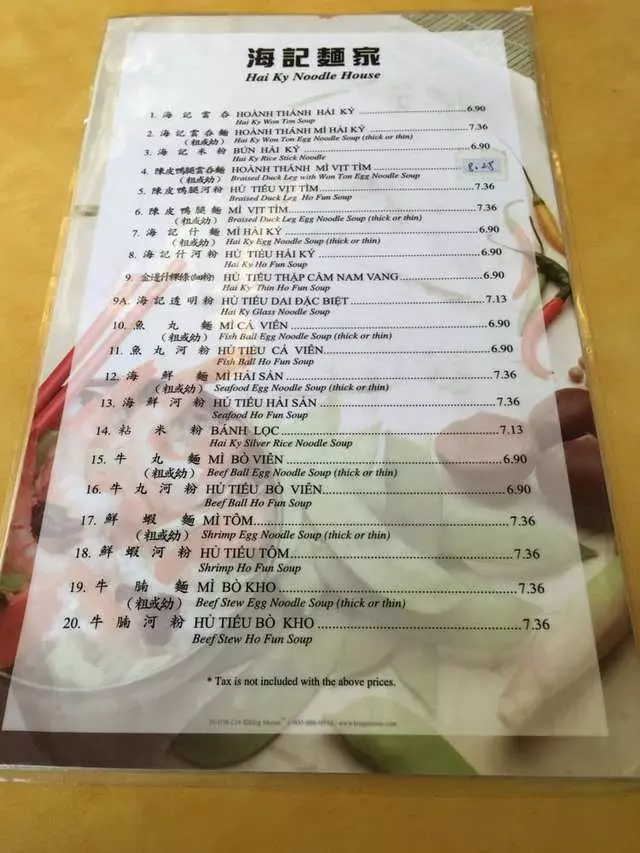 海記麵家
Hai Ky Noodle House
1. 海記雲吞 HOÀNH THÁNH HẢI KÝ 6.90
Hai Ky Won Ton Soup
2. 海記雲吞麵 HOÀNH THÁNH MÌ HẢI KÝ 7.36
(粗或幼) Hai Ky Won Ton Egg Noodle Soup (thick or thin)
3. 海記米粉 BÚN HẢI KÝ 6.90
Hai Ky Rice Stick Noodle
4. 陳皮鴨腿雲吞麵 HOÀNH THÁNH MÌ VỊT TÌM 8.28
(粗或幼) Braised Duck Leg with Won Ton Egg Noodle Soup
5. 陳皮鴨腿河粉 HỦ TIẾU VỊT TÌM 7.36
Braised Duck Leg Ho Fun Soup
6. 陳皮鴨腿麵 MÌ VỊT TÌM 7.36
(粗或幼) Braised Duck Leg Egg Noodle Soup (thick or thin)
7. 海記什麵 MÌ HẢI KÝ 6.90
(粗或幼) Hai Ky Egg Noodle Soup (thick or thin)
8. 海記什河粉 HỦ TIẾU HẢI KÝ 6.90
Hai Ky Ho Fun Soup
9. 金邊什粿條(幼粉) HỦ TIẾU THẬP CẨM NAM VANG 6.90
Hai Ky Thin Ho Fun Soup
9A. 海記透明粉 HỦ TIẾU DAI ĐẶC BIỆT 7.13
Hai Ky Glass Noodle Soup
10. 魚丸麵 MÌ CÁ VIÊN 6.90
(粗或幼) Fish Ball Egg Noodle Soup (thick or thin)
11. 魚丸河粉 HỦ TIẾU CÁ VIÊN 6.90
Fish Ball Ho Fun Soup
12. 海鮮麵 MÌ HẢI SẢN 7.36
(粗或幼) Seafood Egg Noodle Soup (thick or thin)
13. 海鮮河粉 HỦ TIẾU HẢI SẢN 7.36
Seafood Ho Fun Soup
14. 粘米粉 BÁNH LỌC 7.13
Hai Ky Silver Rice Noodle Soup
15. 牛丸麵 MÌ BÒ VIÊN 6.90
(粗或幼) Beef Ball Egg Noodle Soup (thick or thin)
16. 牛丸河粉 HỦ TIẾU BÒ VIÊN 6.90
Beef Ball Ho Fun Soup
17. 鮮蝦麵 MÌ TÔM 7.36
(粗或幼) Shrimp Egg Noodle Soup (thick or thin)
18. 鮮蝦河粉 HỦ TIẾU TÔM 7.36
Shrimp Ho Fun Soup
19. 牛腩麵 MÌ BÒ KHO 7.36
(粗或幼) Beef Stew Egg Noodle Soup (thick or thin)
20. 牛腩河粉 HỦ TIẾU BÒ KHO 7.36
Beef Stew Ho Fun Soup
* Tax is not included with the above prices.